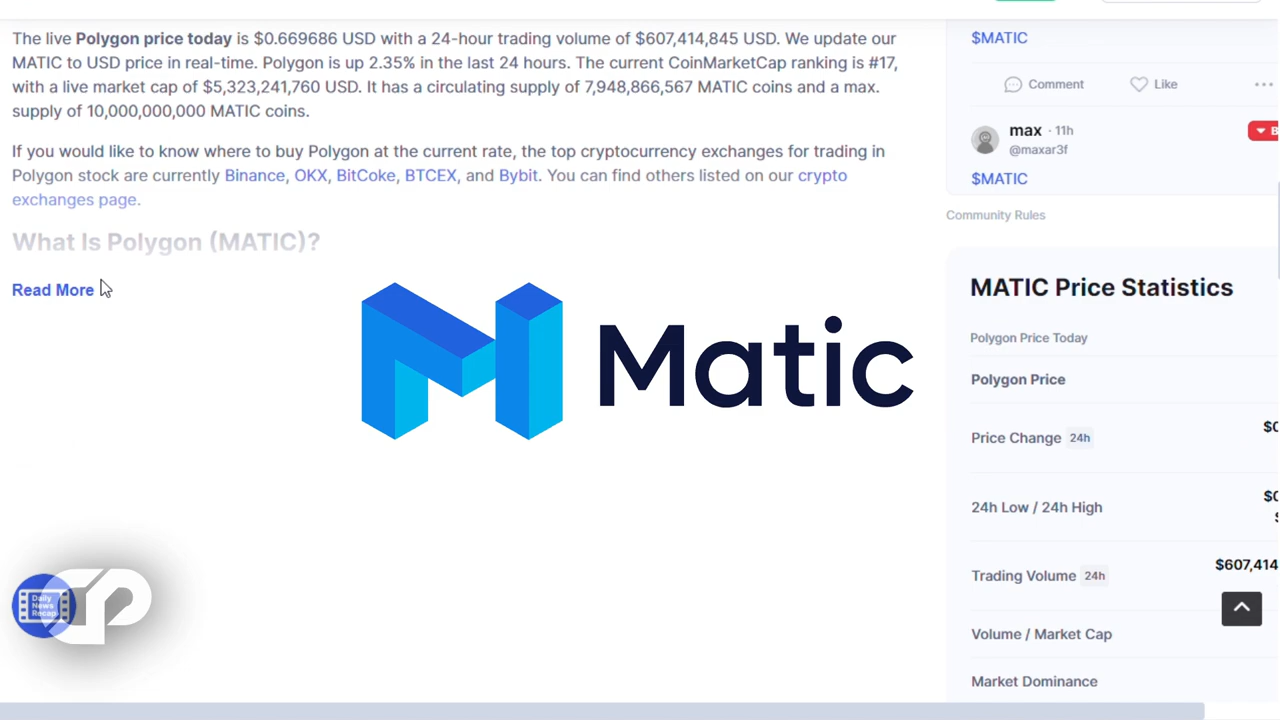 The live Polygon price today is $0.669686 USD with a 24-hour trading volume of $607,414,845 USD. We update our
MATIC to USD price in real-time. Polygon is up 2.35% in the last 24 hours. The current CoinMarketCap ranking is #17,
with a live market cap of $5,323,241,760 USD. It has a circulating supply of 7,948,866,567 MATIC coins and a max.
supply of 10,000,000,000 MATIC coins.
If you would like to know where to buy Polygon at the current rate, the top cryptocurrency exchanges for trading in
Polygon stock are currently Binance, OKX, BitCoke, BTCEX, and Bybit. You can find others listed on our crypto
exchanges page.
What Is Polygon (MATIC)?
Read More
Matic
Daily
News
Recap
$MATIC
Comment
Like
max · 11h
@maxar3f
$MATIC
Community Rules
MATIC Price Statistics
Polygon Price Today
Polygon Price
Price Change 24h
24h Low / 24h High
Trading Volume 24h
$607,414
Volume / Market Cap
Market Dominance